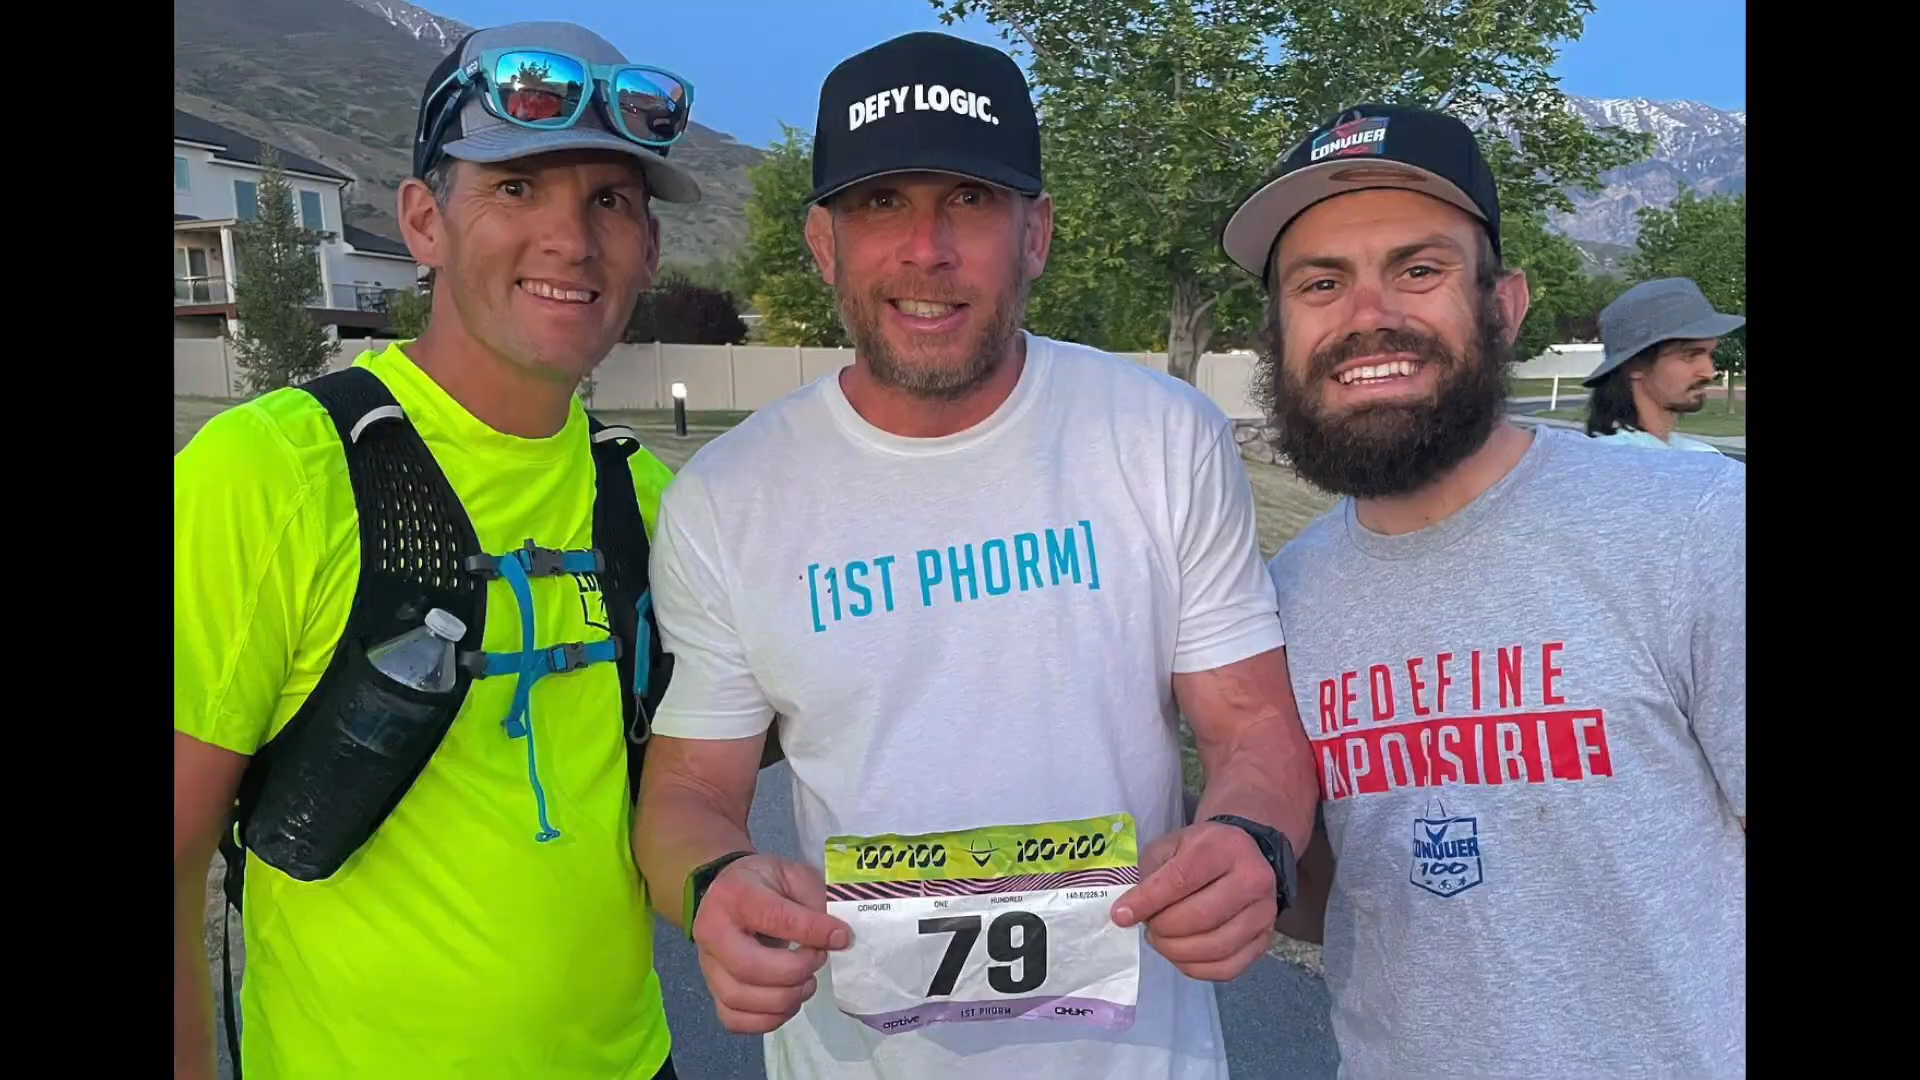 DEFY LOGIC.
CONQUER
[1ST PHORM]
REDEFINE
IMPOSSIBLE
CONQUER
100
100/100 100/100
CONQUER ONE HUNDRED 140.6/226.31
79
aptive 1ST PHORM